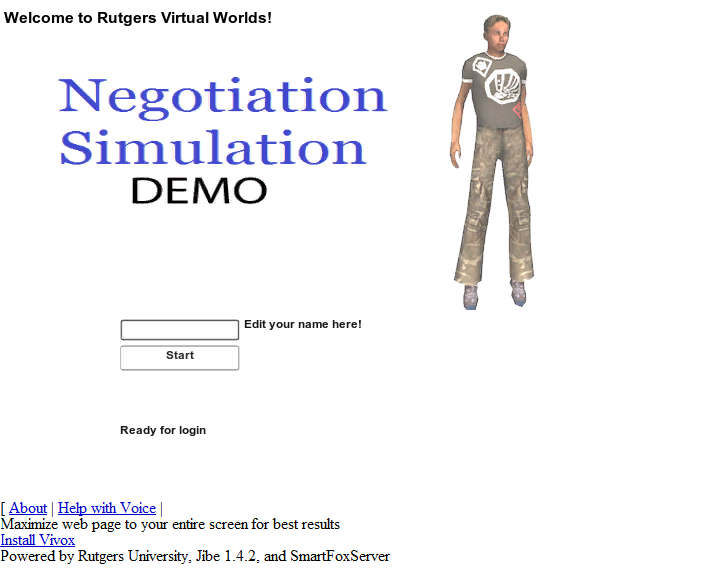 Welcome to Rutgers Virtual Worlds!
Negotiation
Simulation
DEMO
Edit your name here!
Start
Ready for login
[ About | Help with Voice |
Maximize web page to your entire screen for best results
Install Vivox
Powered by Rutgers University, Jibe 1.4.2, and SmartFoxServer